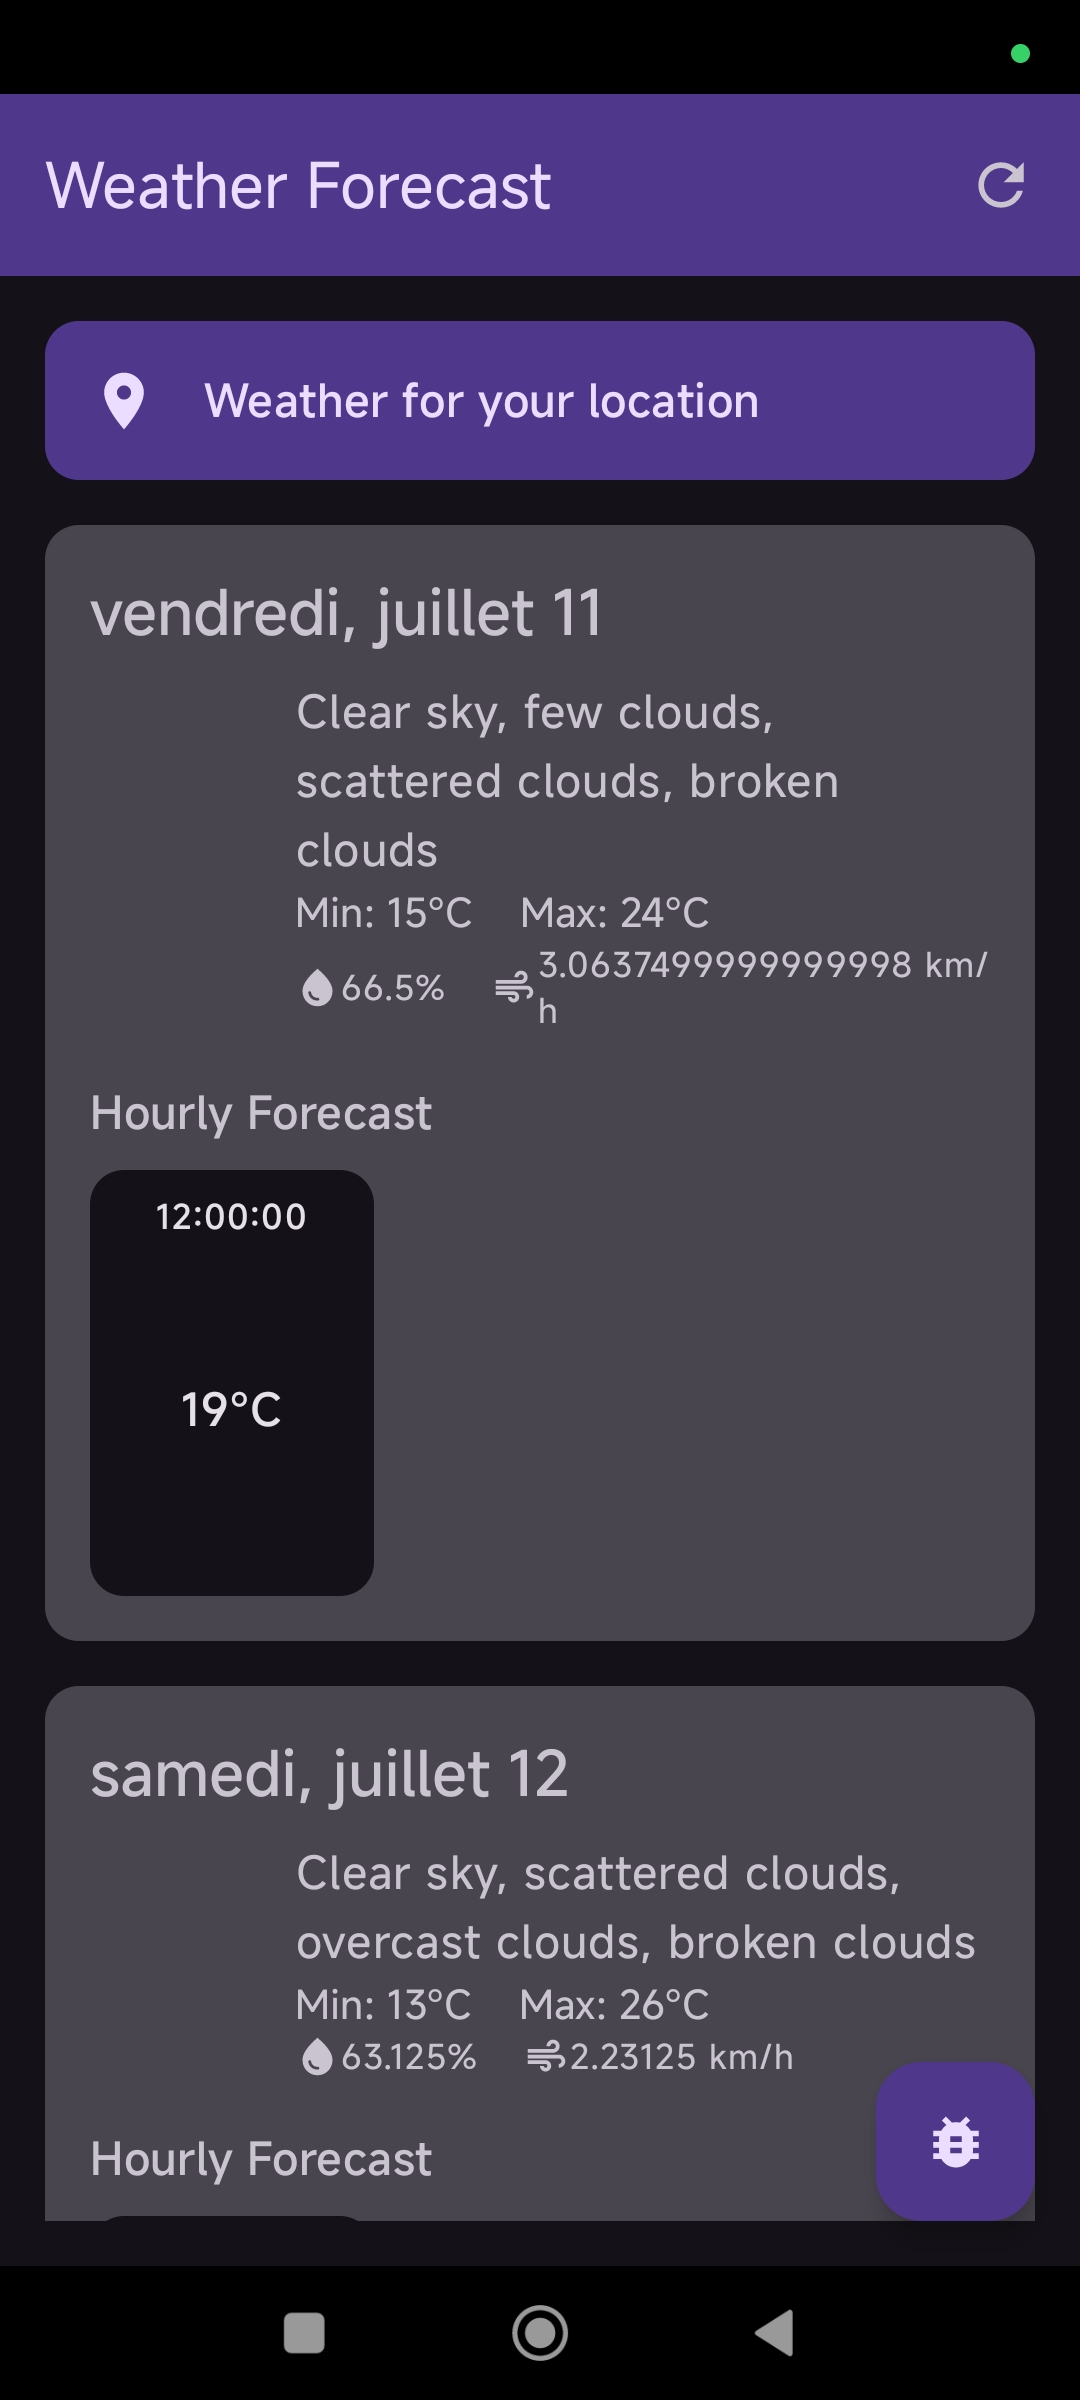 Weather Forecast
Weather for your location
vendredi, juillet 11
Clear sky, few clouds,
scattered clouds, broken
clouds
Min: 15°C Max: 24°C
66.5% 3.0637499999999998 km/
h
Hourly Forecast
12:00:00
19°C
samedi, juillet 12
Clear sky, scattered clouds,
overcast clouds, broken clouds
Min: 13°C Max: 26°C
63.125% 2.23125 km/h
Hourly Forecast